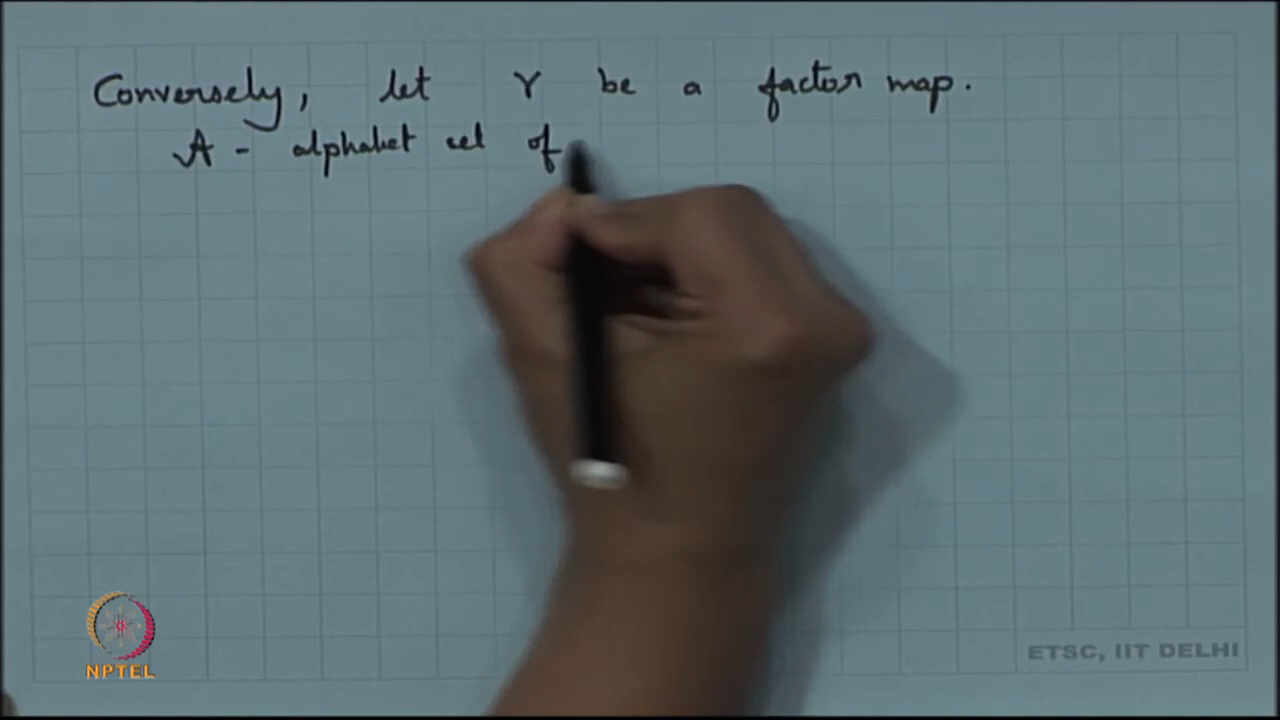 Conversely, let γ be a factor map.
A - alphabet set of
NPTEL
ETSC, IIT DELHI